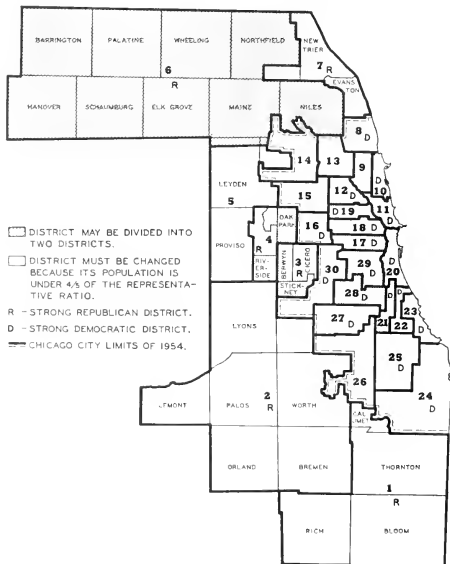 BARRINGTON PALATINE WHEELING NORTHFIELD NEW TRIER
6 R 7 R
EVANSTON
HANOVER SCHAUMBURG ELK GROVE MAINE NILES
8 D
14 13 9 D 10
LEYDEN
5
15 12 D 11 D
D 19
OAK PARK 16 D 18 D
4 17 D
PROVISO R
RIVERSIDE BERWYN 3 R CICERO 30 D 29 D 20 D
STICKNEY 28 D
DISTRICT MAY BE DIVIDED INTO
TWO DISTRICTS.
DISTRICT MUST BE CHANGED
BECAUSE ITS POPULATION IS
UNDER 4/5 OF THE REPRESENTA-
TIVE RATIO.
R - STRONG REPUBLICAN DISTRICT.
D - STRONG DEMOCRATIC DISTRICT.
CHICAGO CITY LIMITS OF 1954.
D D 23 D
27 D 21 22
LYONS
25 D
26 24 D
LEMONT PALOS 2 R WORTH CALUMET
ORLAND BREMEN THORNTON
1 R
RICH BLOOM